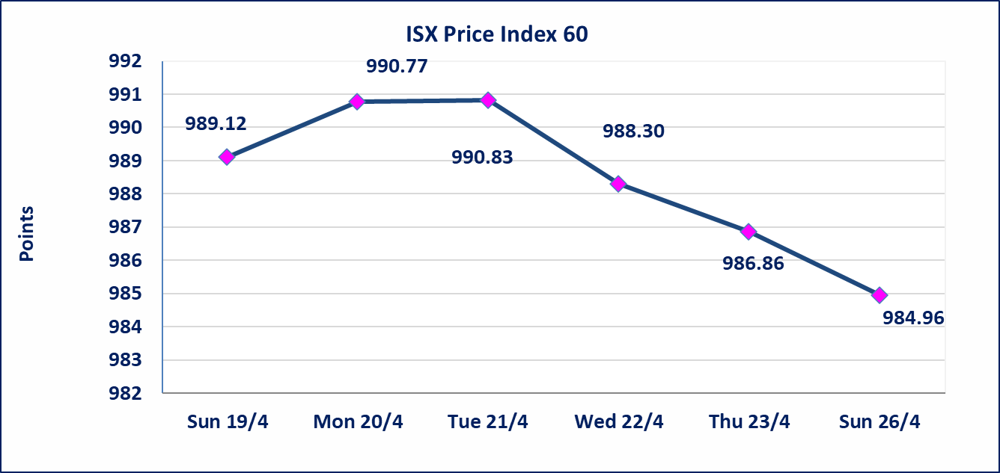 ISX Price Index 60
Points
992
991
990
989
988
987
986
985
984
983
982
989.12
990.77
990.83
988.30
986.86
984.96
Sun 19/4
Mon 20/4
Tue 21/4
Wed 22/4
Thu 23/4
Sun 26/4